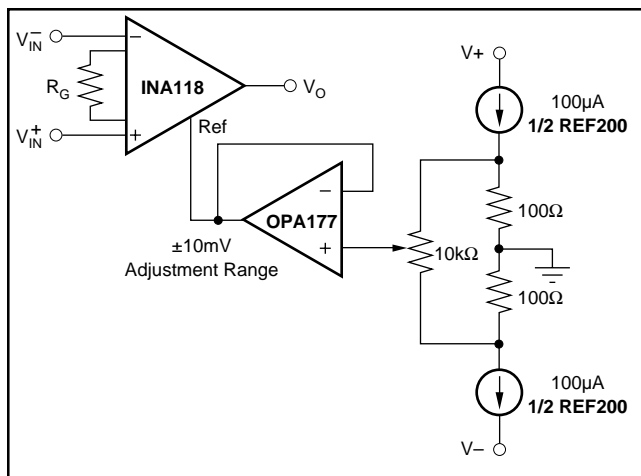 V−IN
RG
V+IN
−
+
INA118
VO
Ref
±10mV
Adjustment Range
−
+
OPA177
10kΩ
V+
100µA
1/2 REF200
100Ω
100Ω
100µA
1/2 REF200
V–